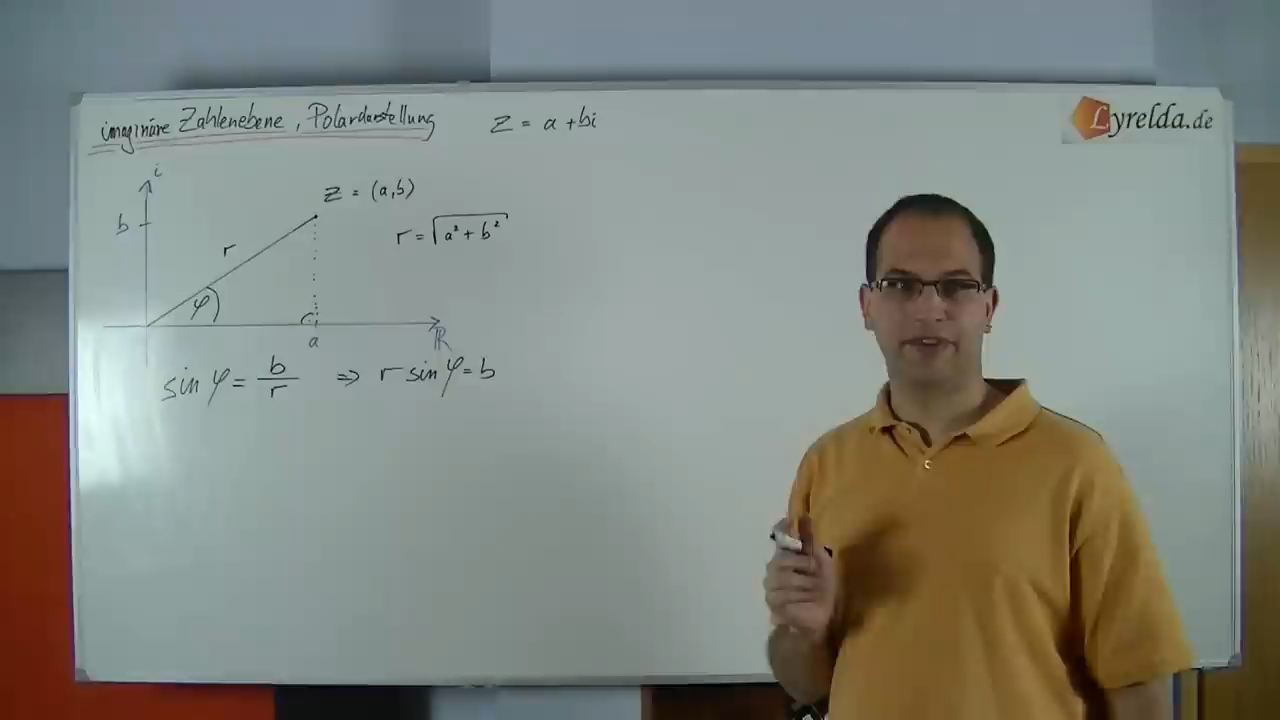 imaginäre Zahlenebene, Polardarstellung z = a + bi
Lyrelda.de
i
z = (a,b)
b
r
r = √a² + b²
φ
a
ℝ
sin φ = b/r ⇒ r sin φ = b